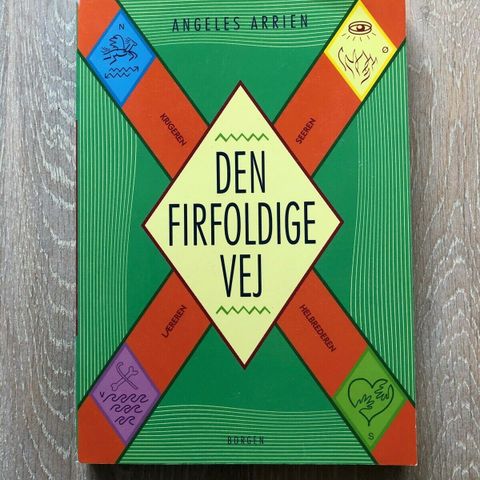 ANGELES ARRIEN
N
Ø
KRIGEREN
SEEREN
DEN
FIRFOLDIGE
VEJ
LÆREREN
HELBREDEREN
V
S
BORGEN